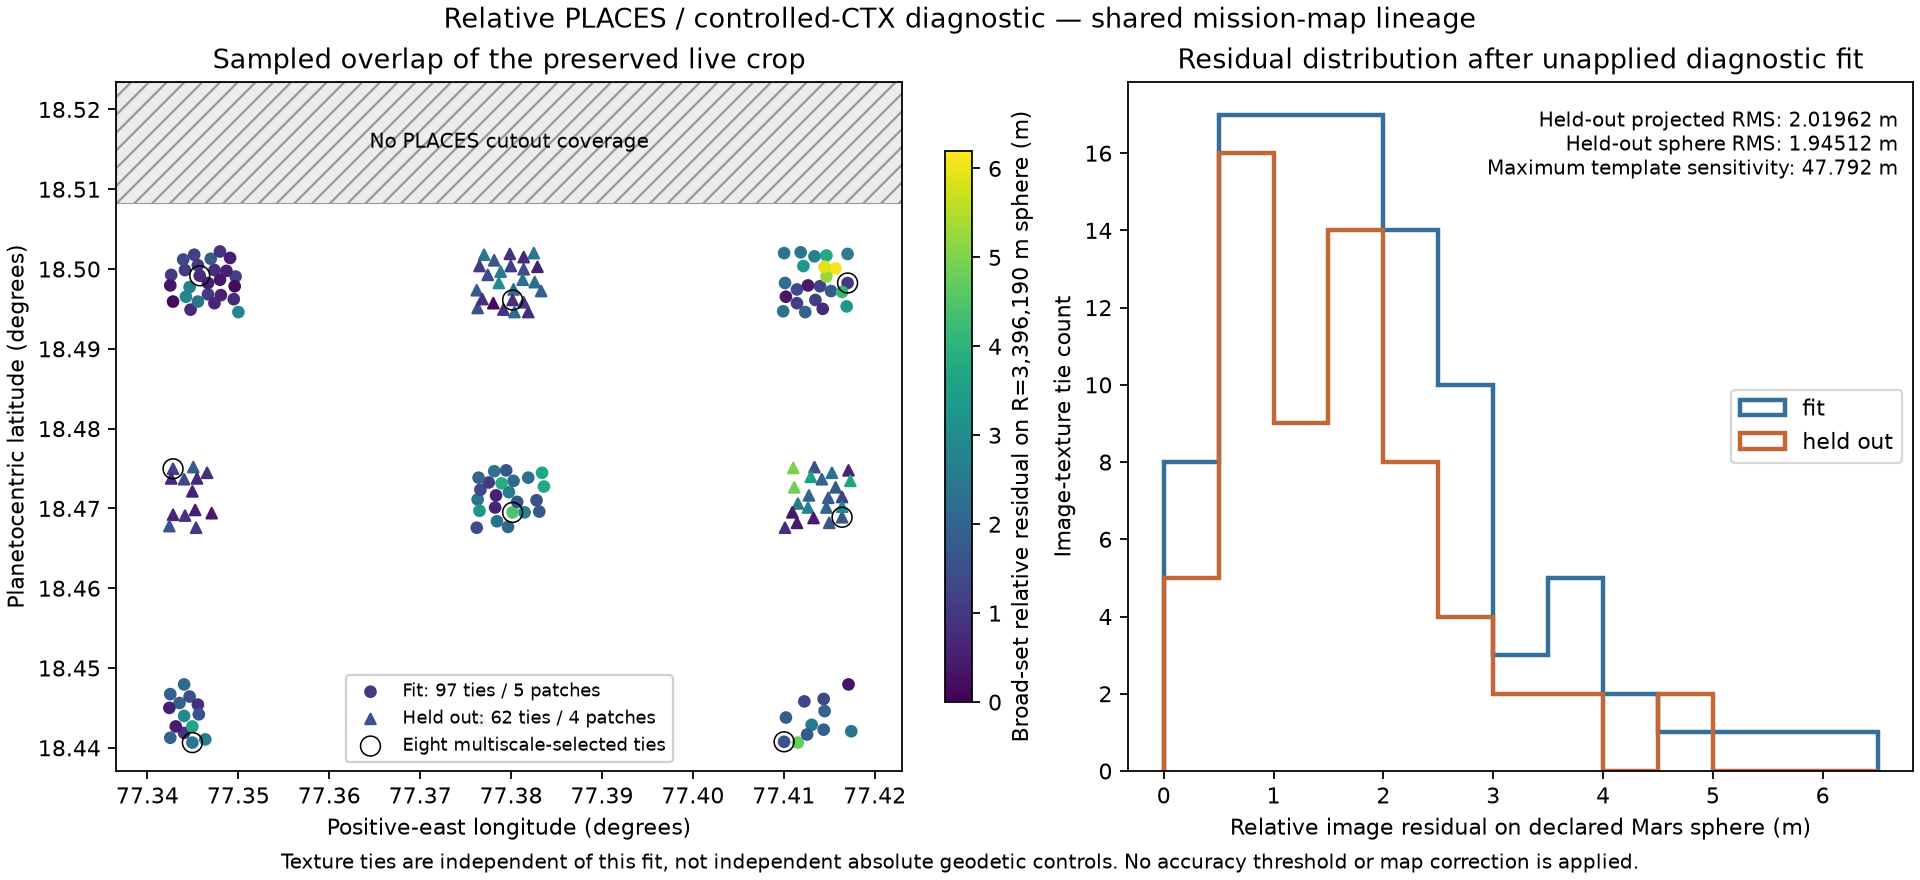 Relative PLACES / controlled-CTX diagnostic — shared mission-map lineage
Sampled overlap of the preserved live crop
18.52
18.51
18.50
18.49
18.48
18.47
18.46
18.45
18.44
Planetocentric latitude (degrees)
No PLACES cutout coverage
Fit: 97 ties / 5 patches
Held out: 62 ties / 4 patches
Eight multiscale-selected ties
77.34 77.35 77.36 77.37 77.38 77.39 77.40 77.41 77.42
Positive-east longitude (degrees)
6
5
4
3
2
1
0
Broad-set relative residual on R=3,396,190 m sphere (m)
Residual distribution after unapplied diagnostic fit
Held-out projected RMS: 2.01962 m
Held-out sphere RMS: 1.94512 m
Maximum template sensitivity: 47.792 m
16
14
12
10
8
6
4
2
0
Image-texture tie count
fit
held out
0 1 2 3 4 5 6
Relative image residual on declared Mars sphere (m)
Texture ties are independent of this fit, not independent absolute geodetic controls. No accuracy threshold or map correction is applied.